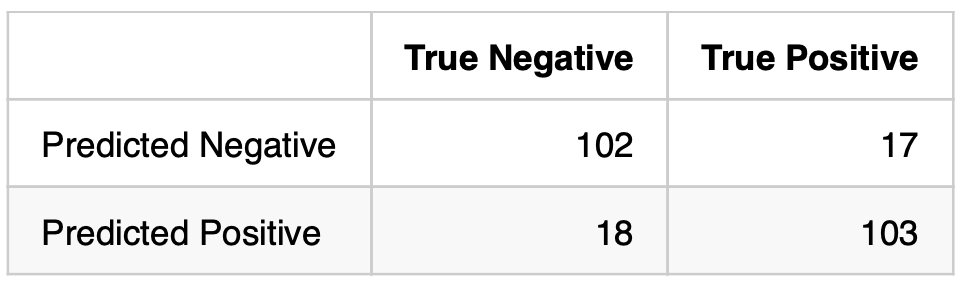 True Negative True Positive
Predicted Negative 102 17
Predicted Positive 18 103